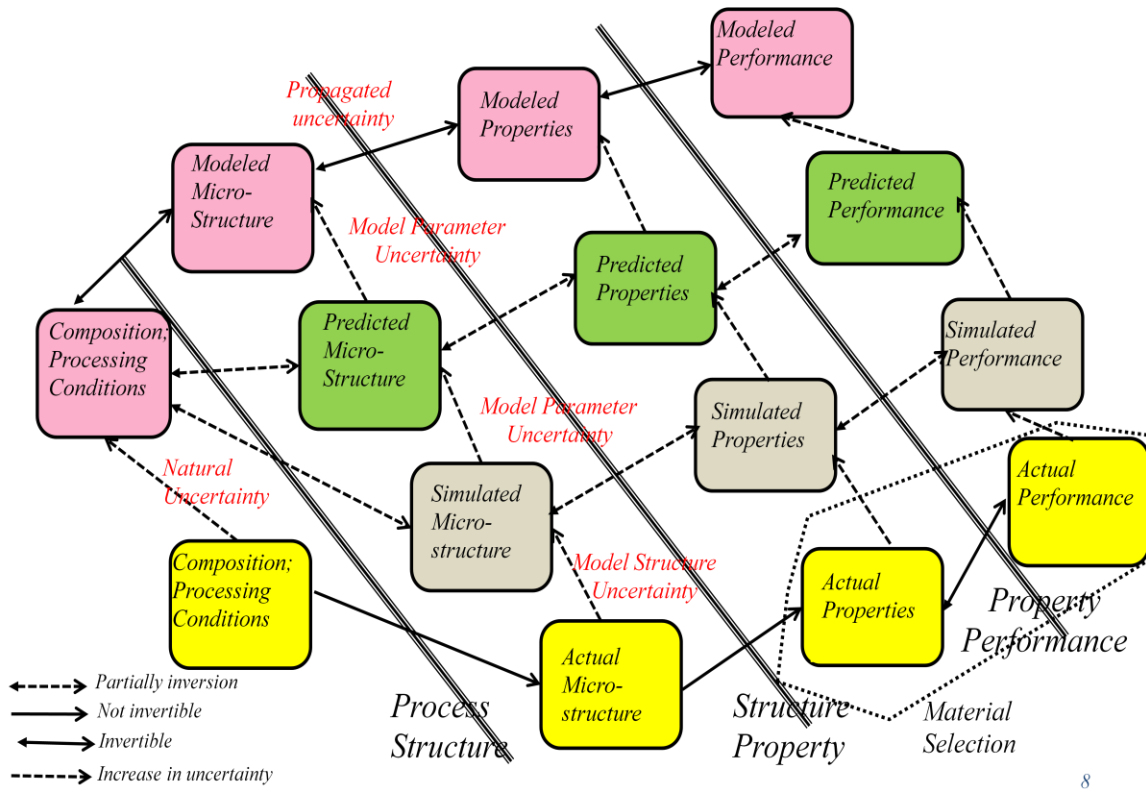 Modeled
Performance
Propagated
uncertainty
Modeled
Properties
Modeled
Micro-
Structure
Predicted
Performance
Model Parameter
Uncertainty
Predicted
Properties
Composition;
Processing
Conditions
Predicted
Micro-
Structure
Simulated
Performance
Model Parameter
Uncertainty
Simulated
Properties
Natural
Uncertainty
Simulated
Micro-
structure
Actual
Performance
Composition;
Processing
Conditions
Model Structure
Uncertainty
Actual
Properties
Property
Performance
Actual
Micro-
structure
Process
Structure
Structure
Property
Material
Selection
Partially inversion
Not invertible
Invertible
Increase in uncertainty
8